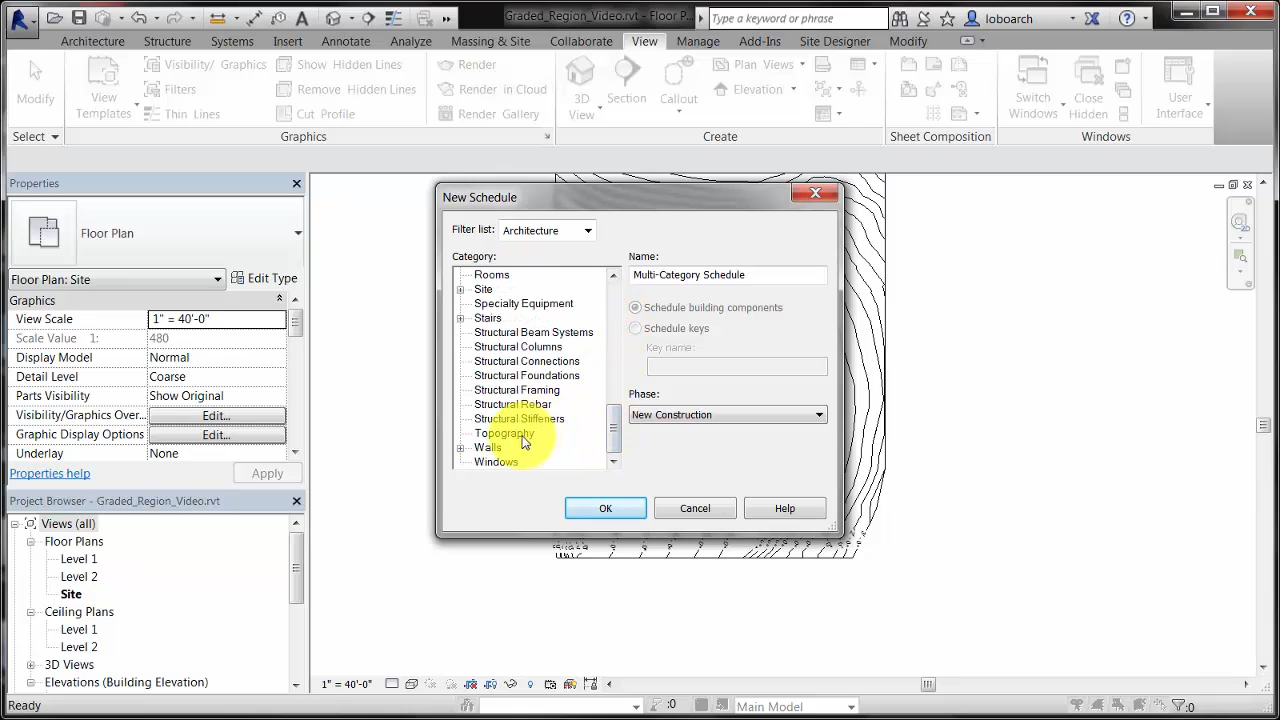 Graded_Region_Video.rvt - Floor P...
Type a keyword or phrase
loboarch
Architecture Structure Systems Insert Annotate Analyze Massing & Site Collaborate View Manage Add-Ins Site Designer Modify
Modify
View Templates
Visibility/ Graphics
Filters
Thin Lines
Show Hidden Lines
Remove Hidden Lines
Cut Profile
Render
Render in Cloud
Render Gallery
3D View
Section
Callout
Plan Views
Elevation
Switch Windows
Close Hidden
User Interface
Select Graphics Create Sheet Composition Windows
Properties
Floor Plan
Floor Plan: Site Edit Type
Graphics
View Scale 1" = 40'-0"
Scale Value 1: 480
Display Model Normal
Detail Level Coarse
Parts Visibility Show Original
Visibility/Graphics Over... Edit...
Graphic Display Options Edit...
Underlay None
Properties help Apply
Project Browser - Graded_Region_Video.rvt
Views (all)
Floor Plans
Level 1
Level 2
Site
Ceiling Plans
Level 1
Level 2
3D Views
Elevations (Building Elevation)
New Schedule
Filter list: Architecture
Category:
Rooms
Site
Specialty Equipment
Stairs
Structural Beam Systems
Structural Columns
Structural Connections
Structural Foundations
Structural Framing
Structural Rebar
Structural Stiffeners
Topography
Walls
Windows
Name:
Multi-Category Schedule
Schedule building components
Schedule keys
Key name:
Phase:
New Construction
OK Cancel Help
1" = 40'-0"
Ready
:0
Main Model
:0